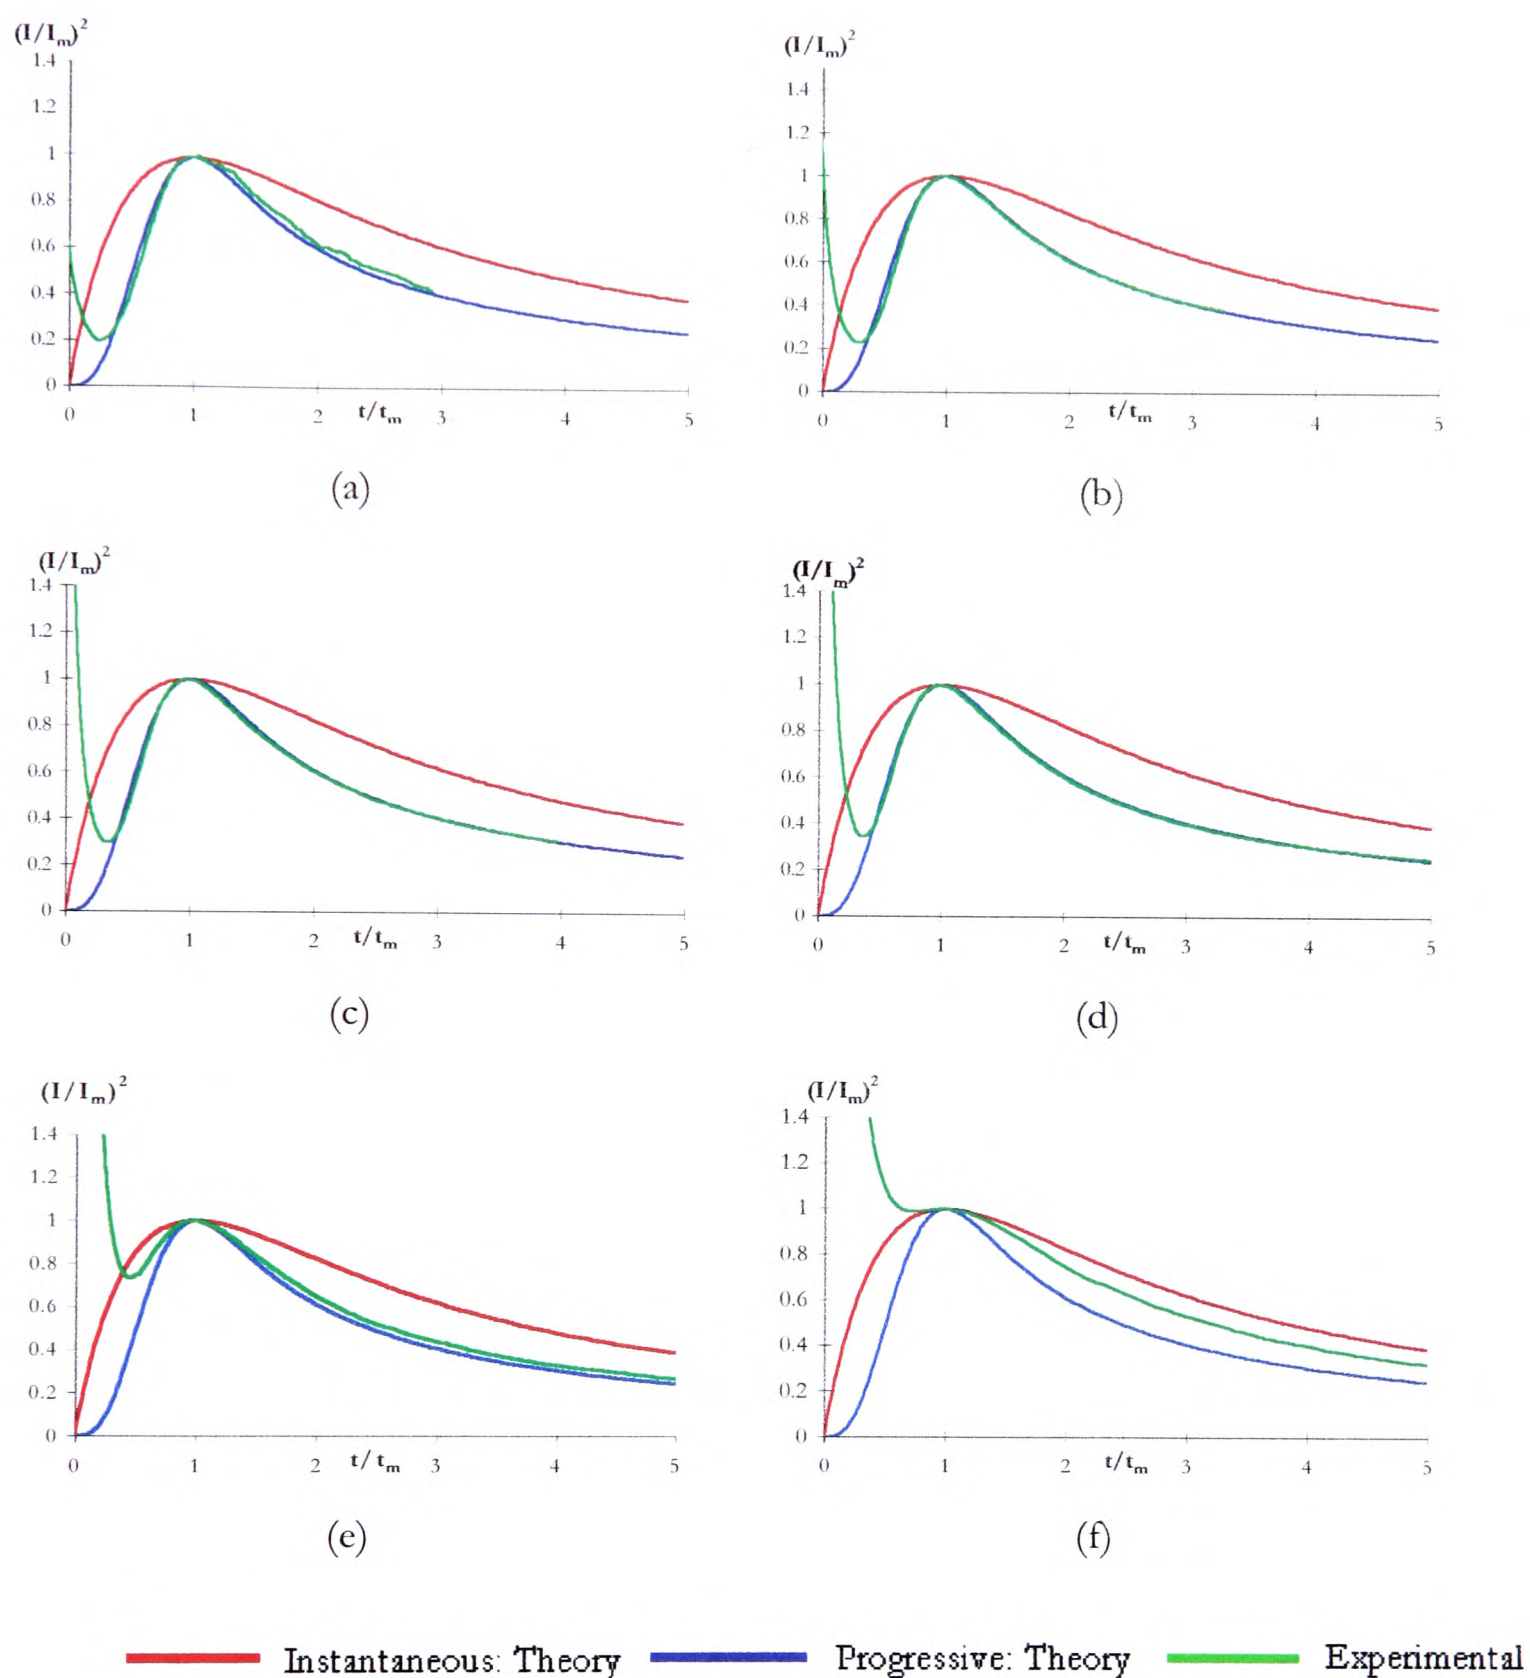 (I/Iₘ)²
1.4
1.2
1
0.8
0.6
0.4
0.2
0
0 1 2 t/tₘ 3 4 5
(a)
(I/Iₘ)²
1.4
1.2
1
0.8
0.6
0.4
0.2
0
0 1 2 t/tₘ 3 4 5
(b)
(I/Iₘ)²
1.4
1.2
1
0.8
0.6
0.4
0.2
0
0 1 2 t/tₘ 3 4 5
(c)
(I/Iₘ)²
1.4
1.2
1
0.8
0.6
0.4
0.2
0
0 1 2 t/tₘ 3 4 5
(d)
(I/Iₘ)²
1.4
1.2
1
0.8
0.6
0.4
0.2
0
0 1 2 t/tₘ 3 4 5
(e)
(I/Iₘ)²
1.4
1.2
1
0.8
0.6
0.4
0.2
0
0 1 2 t/tₘ 3 4 5
(f)
Instantaneous: Theory Progressive: Theory Experimental